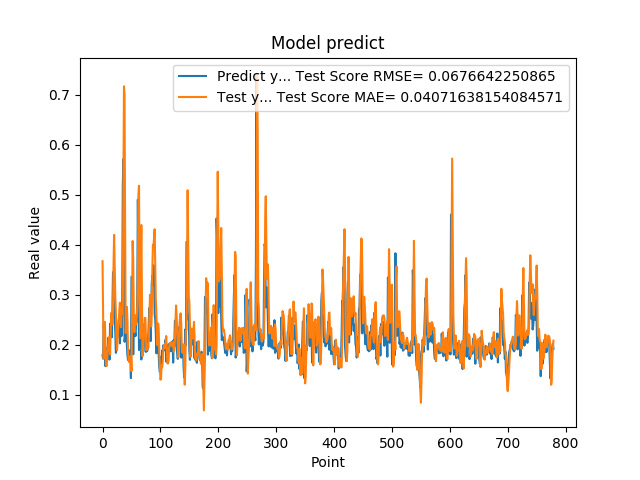 Model predict
Predict y... Test Score RMSE= 0.0676642250865
Test y... Test Score MAE= 0.04071638154084571
Real value
0.7
0.6
0.5
0.4
0.3
0.2
0.1
0 100 200 300 400 500 600 700 800
Point